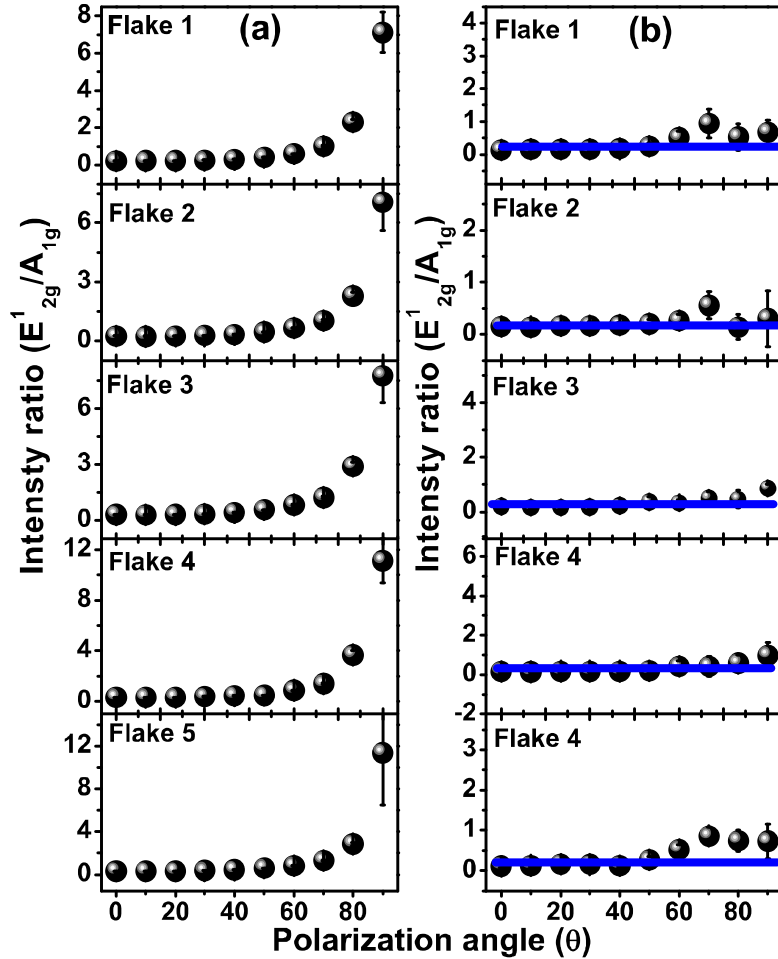 Flake 1
(a)
8
6
4
2
0
Flake 2
6
3
0
Flake 3
6
3
0
Flake 4
12
8
4
0
Flake 5
12
8
4
0
0 20 40 60 80
Intensty ratio (E¹₂g/A₁g)
Flake 1
(b)
4
3
2
1
0
Flake 2
2
1
0
Flake 3
4
2
0
Flake 4
6
4
2
0
-2
Flake 4
3
2
1
0
0 20 40 60 80
Intensty ratio (E¹₂g/A₁g)
Polarization angle (θ)